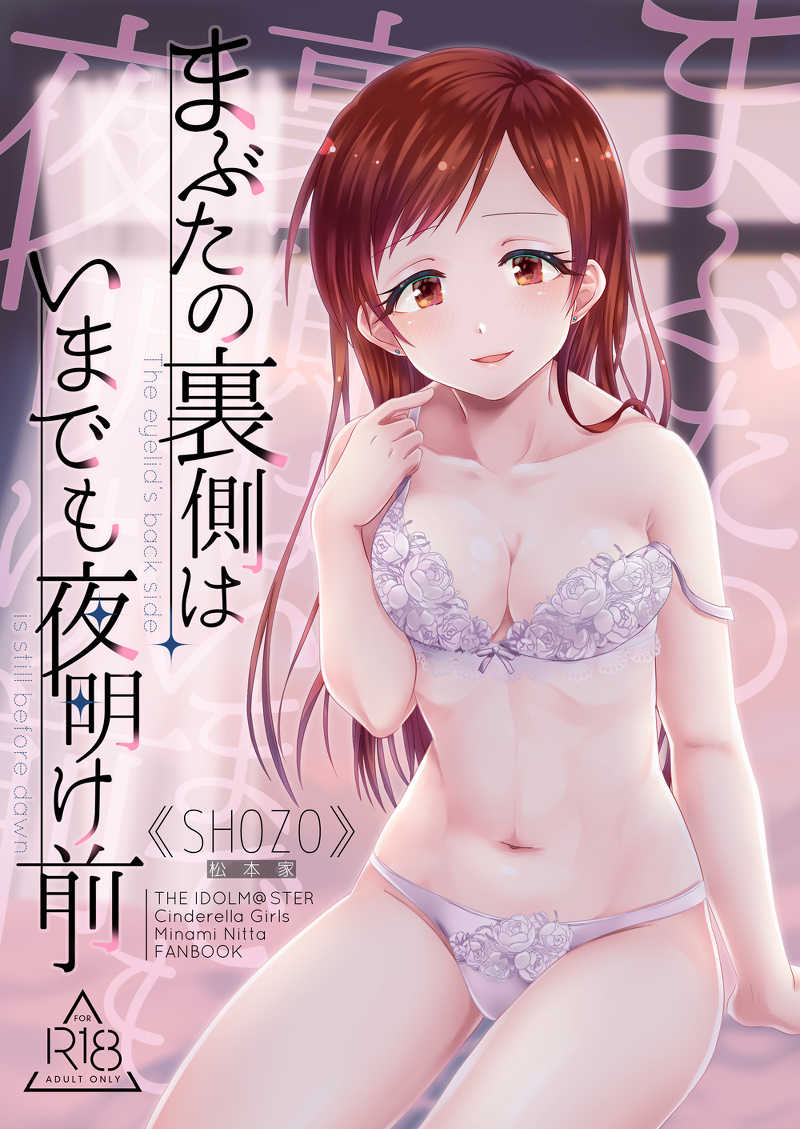 まぶたの裏側は
いまでも夜明け前
The eyelid's back side
is still before dawn
《SHOZO》
松本家
THE IDOLM@STER
Cinderella Girls
Minami Nitta
FANBOOK
FOR
R18
ADULT ONLY